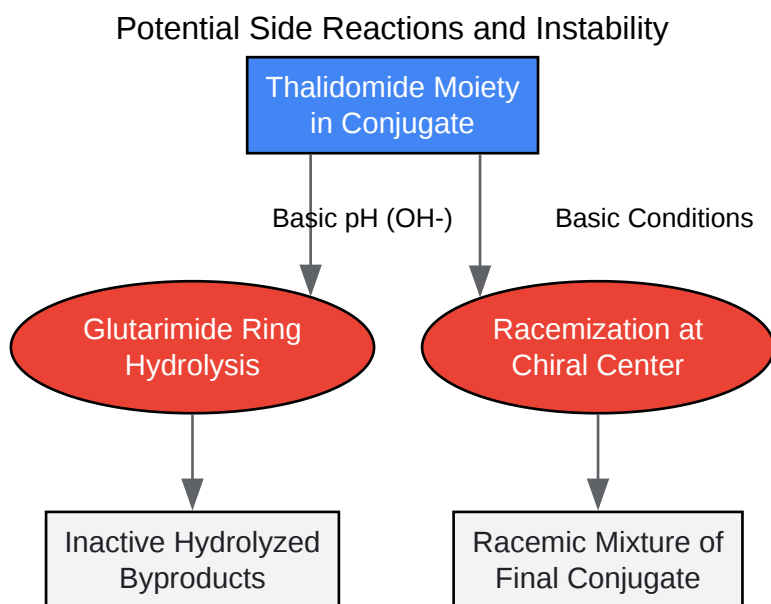 Potential Side Reactions and Instability
Thalidomide Moiety
in Conjugate
Basic pH (OH-)
Basic Conditions
Glutarimide Ring
Hydrolysis
Racemization at
Chiral Center
Inactive Hydrolyzed
Byproducts
Racemic Mixture of
Final Conjugate